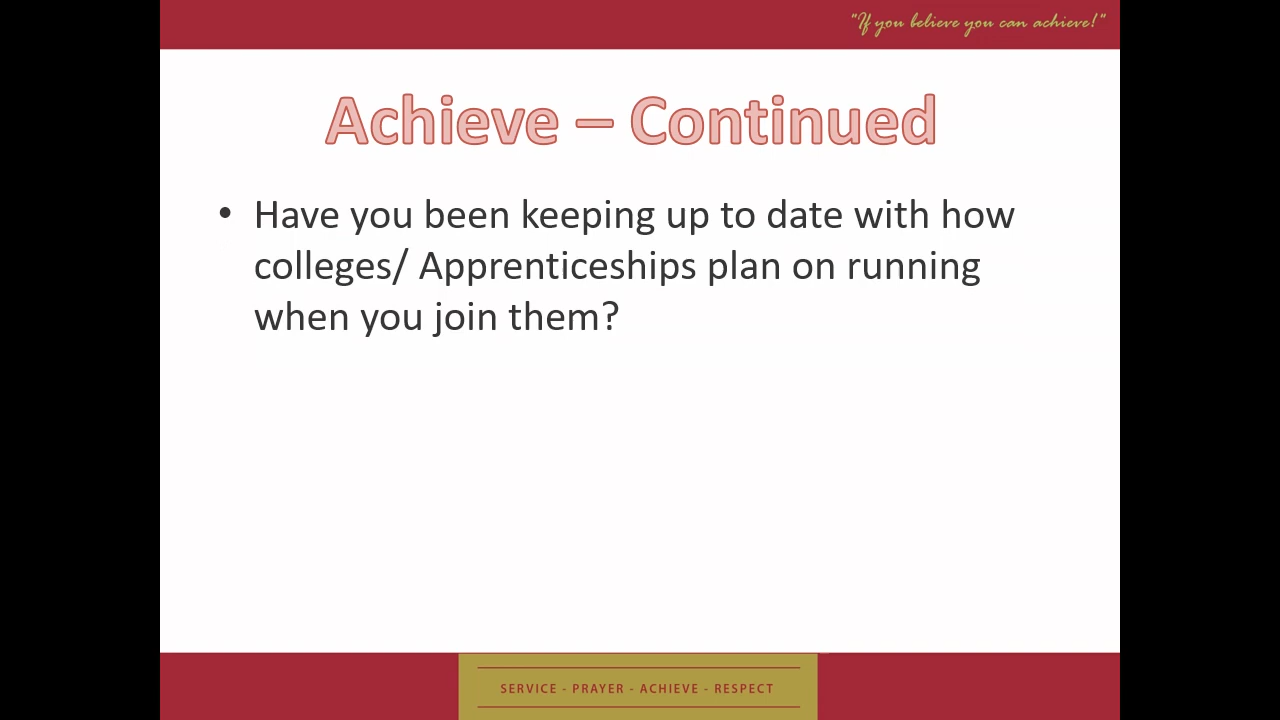 "If you believe you can achieve!"
Achieve – Continued
• Have you been keeping up to date with how
colleges/ Apprenticeships plan on running
when you join them?
SERVICE - PRAYER - ACHIEVE - RESPECT